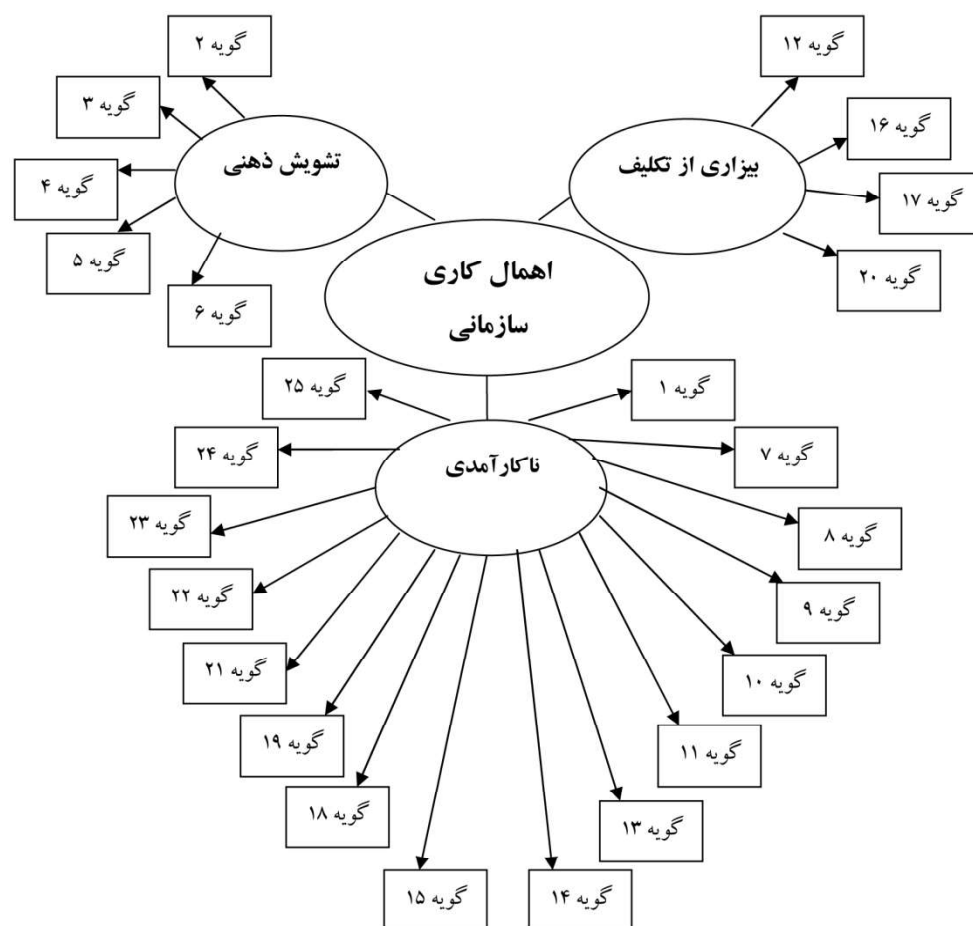 گویه ۲
گویه ۱۲
گویه ۳
گویه ۱۶
تشویش ذهنی
بیزاری از تکلیف
گویه ۴
گویه ۱۷
گویه ۵
گویه ۲۰
اهمال کاری
سازمانی
گویه ۶
گویه ۲۵
گویه ۱
گویه ۲۴
ناکارآمدی
گویه ۷
گویه ۲۳
گویه ۸
گویه ۲۲
گویه ۹
گویه ۲۱
گویه ۱۰
گویه ۱۹
گویه ۱۱
گویه ۱۸
گویه ۱۳
گویه ۱۵
گویه ۱۴